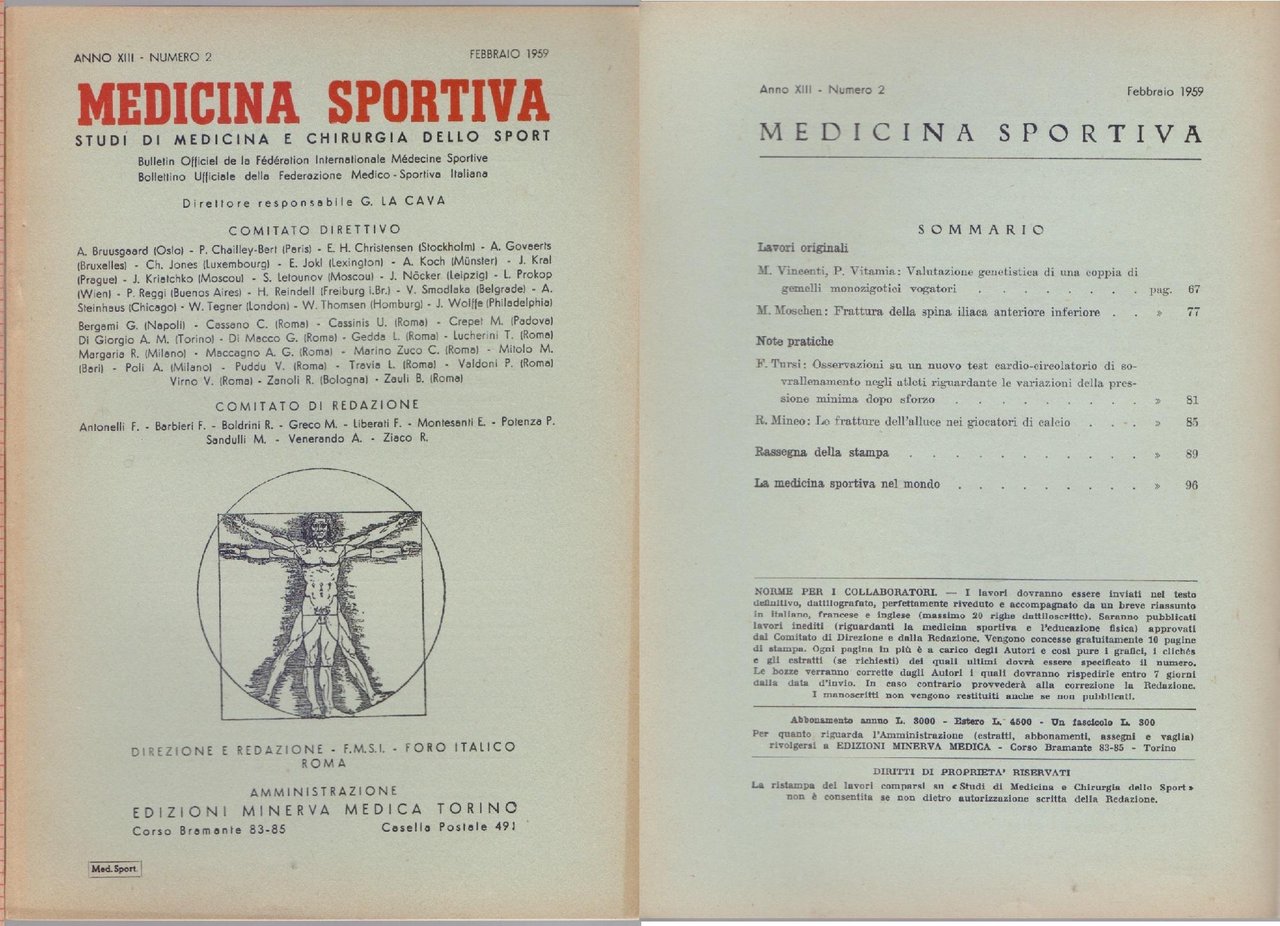 ANNO XIII - NUMERO 2
FEBBRAIO 1959
MEDICINA SPORTIVA
STUDI DI MEDICINA E CHIRURGIA DELLO SPORT
Bulletin Officiel de la Fédération Internationale Médecine Sportive
Bollettino Ufficiale della Federazione Medico-Sportiva Italiana
Direttore responsabile G. LA CAVA
COMITATO DIRETTIVO
A. Bruusgaard (Oslo) - P. Chailley-Bert (Paris) - E. H. Christensen (Stockholm) - A. Govaerts
(Bruxelles) - Ch. Jones (Luxembourg) - E. Jokl (Lexington) - A. Koch (Münster) - J. Kral
(Prague) - J. Kriatchko (Moscou) - S. Letounov (Moscou) - J. Nöcker (Leipzig) - L. Prokop
(Wien) - P. Reggi (Buenos Aires) - H. Reindell (Freiburg i.Br.) - V. Smodlaka (Belgrade) - A.
Steinhaus (Chicago) - W. Tegner (London) - W. Thomsen (Homburg) - J. Wolffe (Philadelphia)
Bergami G. (Napoli) - Cassano C. (Roma) - Cassinis U. (Roma) - Crepet M. (Padova)
Di Giorgio A. M. (Torino) - Di Macco G. (Roma) - Gedda L. (Roma) - Lucherini T. (Roma)
Margaria R. (Milano) - Maccagno A. G. (Roma) - Marino Zuco C. (Roma) - Mitolo M.
(Bari) - Poli A. (Milano) - Puddu V. (Roma) - Travia L. (Roma) - Valdoni P. (Roma)
Virno V. (Roma) - Zanoli R. (Bologna) - Zauli B. (Roma)
COMITATO DI REDAZIONE
Antonelli F. - Barbieri F. - Boldrini R. - Greco M. - Liberati F. - Montesanti E. - Potenza P.
Sandulli M. - Venerando A. - Ziaco R.
DIREZIONE E REDAZIONE - F.M.S.I. - FORO ITALICO
ROMA
AMMINISTRAZIONE
EDIZIONI MINERVA MEDICA TORINO
Corso Bramante 83-85 Casella Postale 491
Med. Sport.
Anno XIII - Numero 2
Febbraio 1959
MEDICINA SPORTIVA
SOMMARIO
Lavori originali
M. Vincenti, P. Vitamia: Valutazione genetistica di una coppia di
gemelli monozigotici vogatori . . . . . . . . pag. 67
M. Moschen: Frattura della spina iliaca anteriore inferiore . . » 77
Note pratiche
F. Tursi: Osservazioni su un nuovo test cardio-circolatorio di so-
vrallenamento negli atleti riguardante le variazioni della pres-
sione minima dopo sforzo . . . . . . . . . » 81
R. Mineo: Le fratture dell'alluce nei giocatori di calcio . . . » 85
Rassegna della stampa . . . . . . . . . . » 89
La medicina sportiva nel mondo . . . . . . . . . » 96
NORME PER I COLLABORATORI. — I lavori dovranno essere inviati nel testo
definitivo, dattilografato, perfettamente riveduto e accompagnato da un breve riassunto
in italiano, francese e inglese (massimo 20 righe dattiloscritte). Saranno pubblicati
lavori inediti (riguardanti la medicina sportiva e l'educazione fisica) approvati
dal Comitato di Direzione e dalla Redazione. Vengono concesse gratuitamente 16 pagine
di stampa. Ogni pagina in più è a carico degli Autori e così pure i grafici, i clichés
e gli estratti (se richiesti) dei quali ultimi dovrà essere specificato il numero.
Le bozze verranno corrette dagli Autori i quali dovranno rispedirle entro 7 giorni
dalla data d'invio. In caso contrario provvederà alla correzione la Redazione.
I manoscritti non vengono restituiti anche se non pubblicati.
Abbonamento annuo L. 3000 - Estero L. 4500 - Un fascicolo L. 300
Per quanto riguarda l'Amministrazione (estratti, abbonamenti, assegni e vaglia)
rivolgersi a EDIZIONI MINERVA MEDICA - Corso Bramante 83-85 - Torino
DIRITTI DI PROPRIETA' RISERVATI
La ristampa dei lavori comparsi su «Studi di Medicina e Chirurgia dello Sport»
non è consentita se non dietro autorizzazione scritta della Redazione.